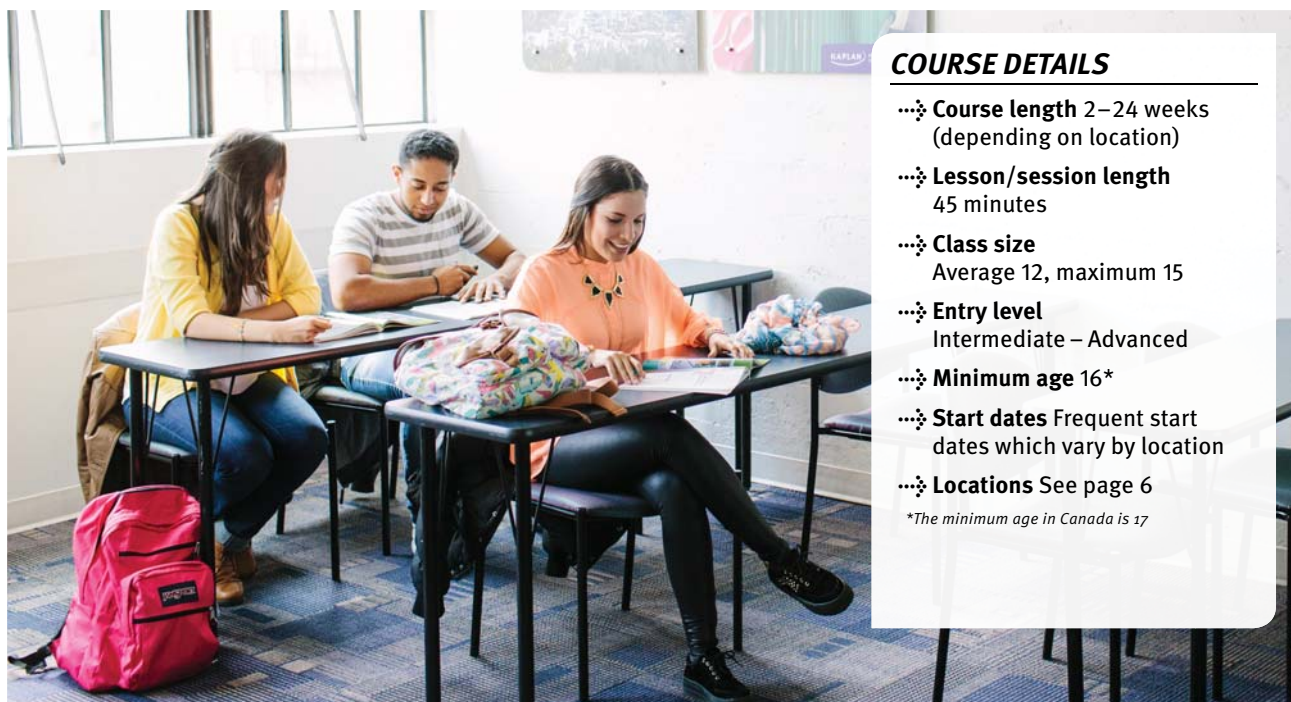 KAPLAN
COURSE DETAILS
Course length 2–24 weeks
(depending on location)
Lesson/session length
45 minutes
Class size
Average 12, maximum 15
Entry level
Intermediate – Advanced
Minimum age 16*
Start dates Frequent start
dates which vary by location
Locations See page 6
*The minimum age in Canada is 17
JANSPORT